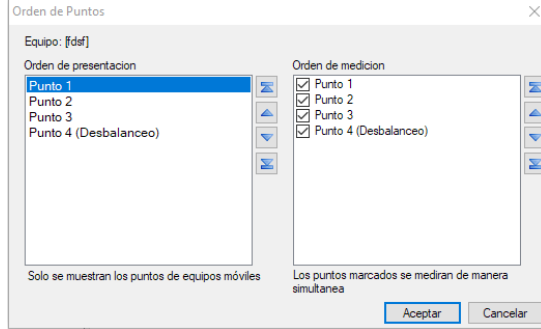 Orden de Puntos
Equipo: [fdsf]
Orden de presentacion
Punto 1
Punto 2
Punto 3
Punto 4 (Desbalanceo)
Solo se muestran los puntos de equipos móviles
Orden de medicion
Punto 1
Punto 2
Punto 3
Punto 4 (Desbalanceo)
Los puntos marcados se mediran de manera
simultanea
Aceptar
Cancelar